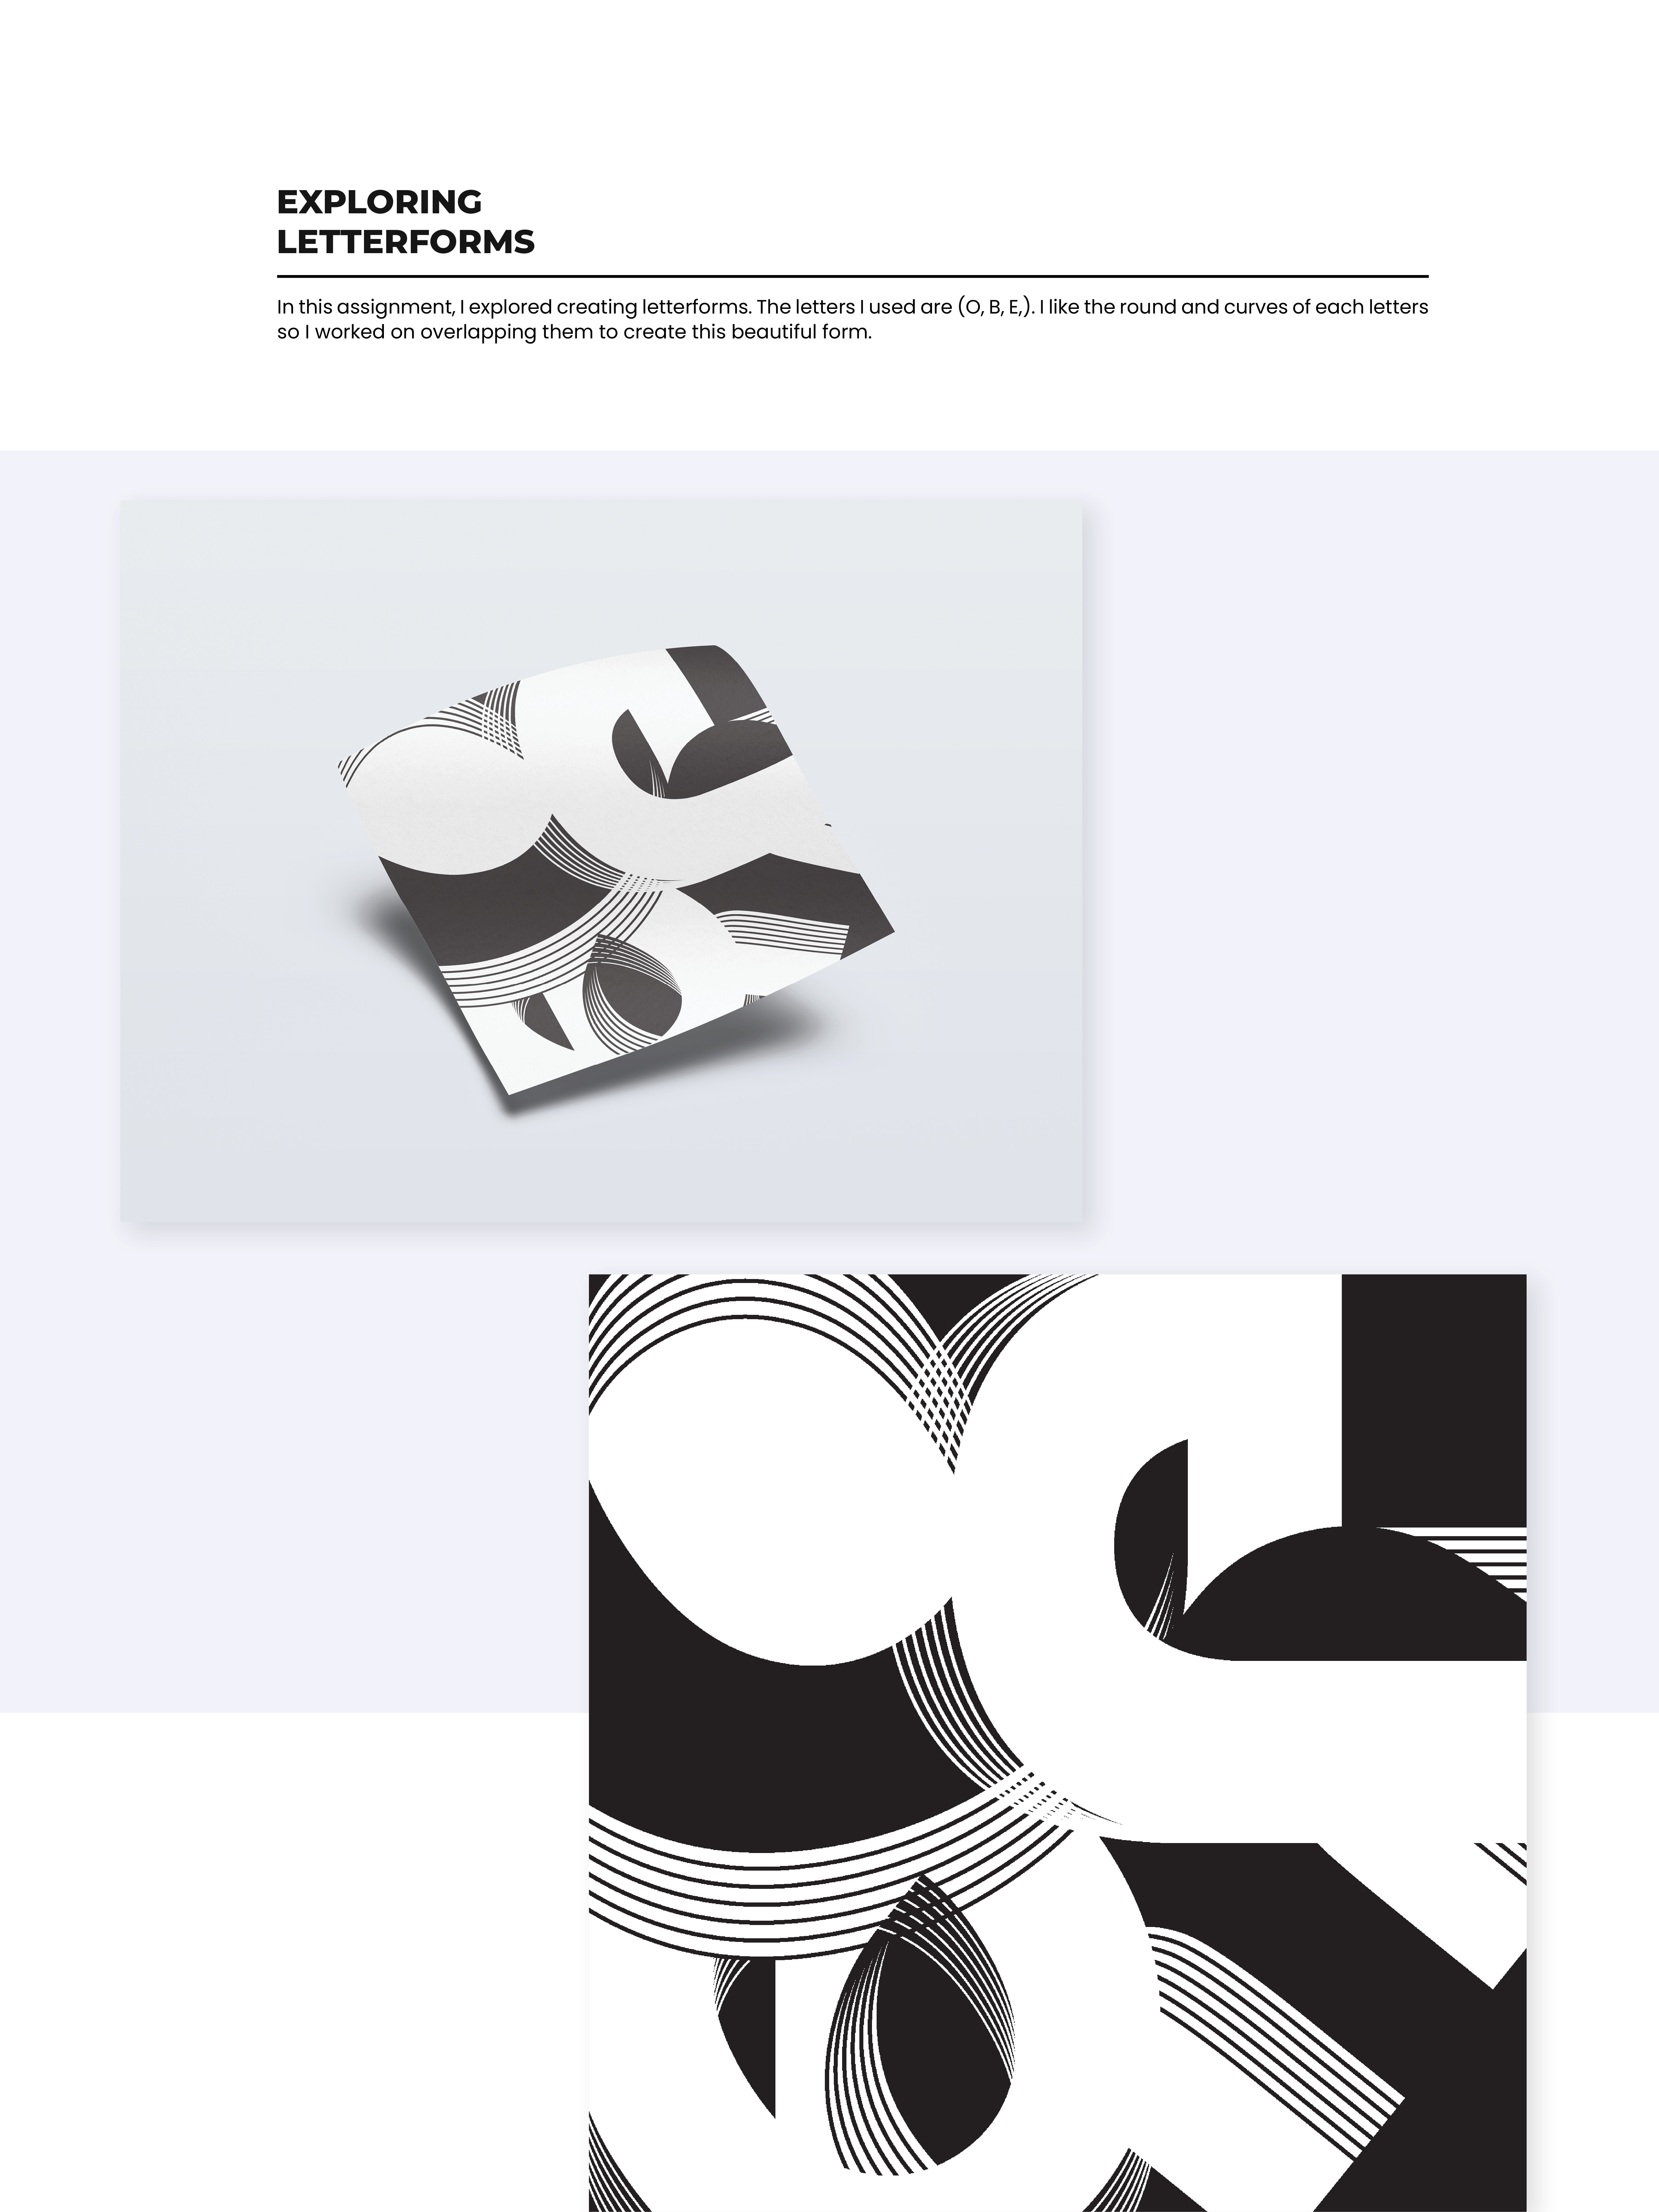 EXPLORING
LETTERFORMS
In this assignment, I explored creating letterforms. The letters I used are (O, B, E,). I like the round and curves of each letters
so I worked on overlapping them to create this beautiful form.